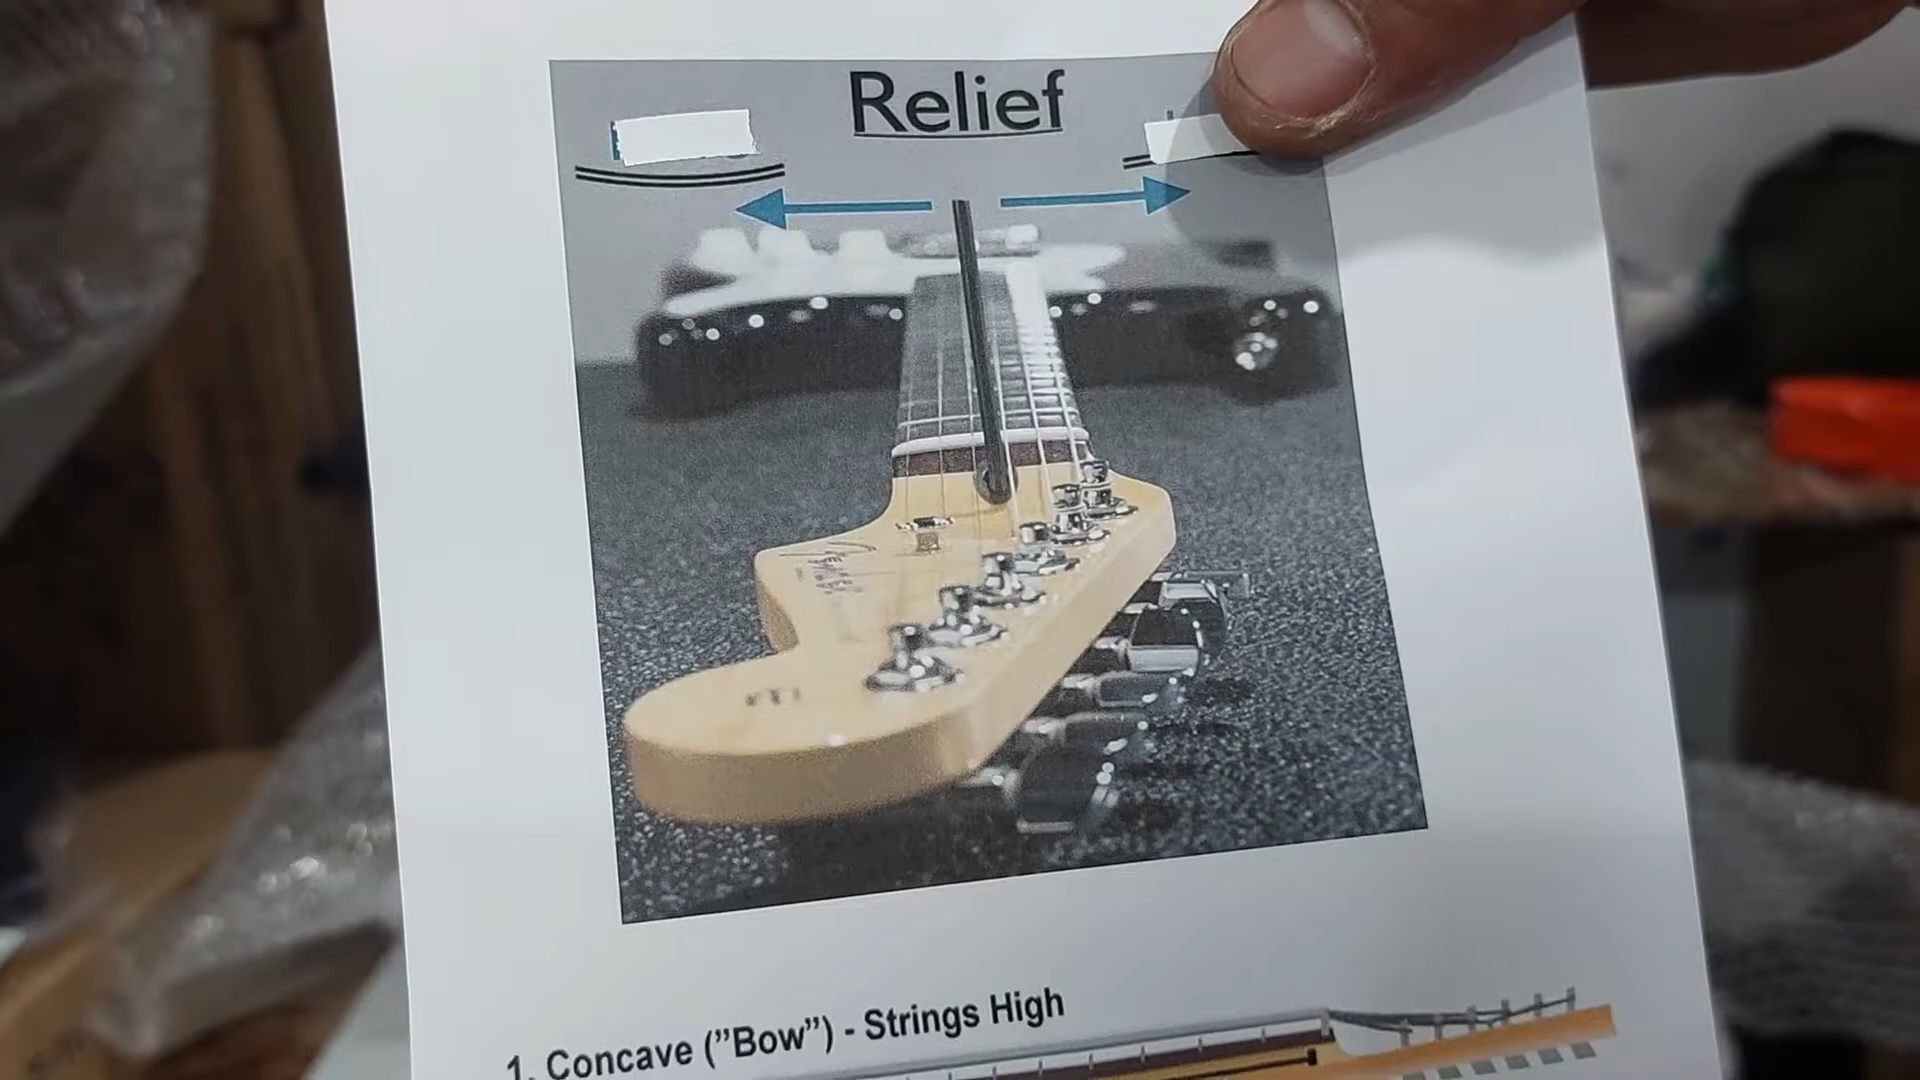 Relief
1. Concave ("Bow") - Strings High